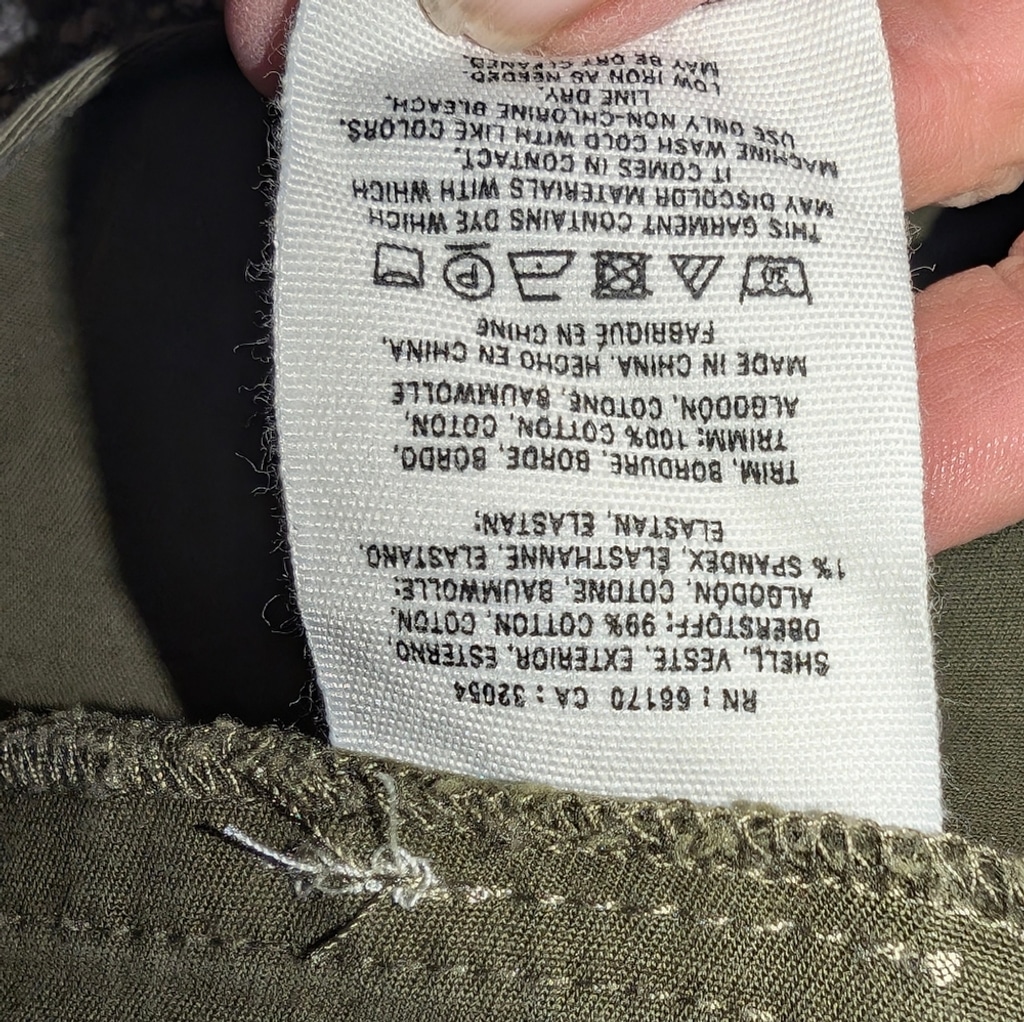 RN: 66170 CA: 32054
SHELL, VESTE, EXTERIOR, ESTERNO,
OBERSTOFF: 99% COTTON, COTON,
ALGODÓN, COTONE, BAUMWOLLE;
1% SPANDEX, ÉLASTHANNE, ELASTANO,
ELASTAN, ELASTAN;
TRIM, BORDURE, BORDE, BORDO,
TRIMM: 100% COTTON, COTON,
ALGODÓN, COTONE, BAUMWOLLE
MADE IN CHINA, HECHO EN CHINA,
FABRIQUÉ EN CHINE
30 P
THIS GARMENT CONTAINS DYE WHICH
MAY DISCOLOR MATERIALS WITH WHICH
IT COMES IN CONTACT.
MACHINE WASH COLD WITH LIKE COLORS.
USE ONLY NON-CHLORINE BLEACH.
LINE DRY.
LOW IRON AS NEEDED.
MAY BE DRY CLEANED.